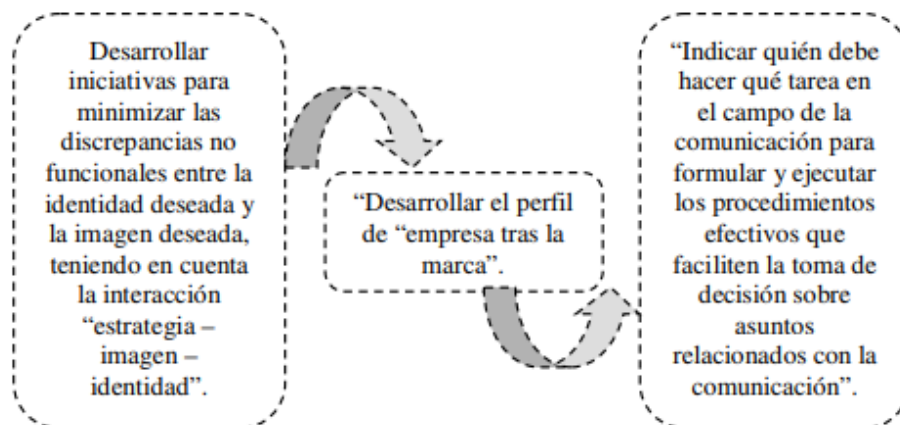 Desarrollar
iniciativas para
minimizar las
discrepancias no
funcionales entre la
identidad deseada y
la imagen deseada,
teniendo en cuenta
la interacción
“estrategia –
imagen –
identidad”.
“Desarrollar el perfil
de “empresa tras la
marca”.
“Indicar quién debe
hacer qué tarea en
el campo de la
comunicación para
formular y ejecutar
los procedimientos
efectivos que
faciliten la toma de
decisión sobre
asuntos
relacionados con la
comunicación”.